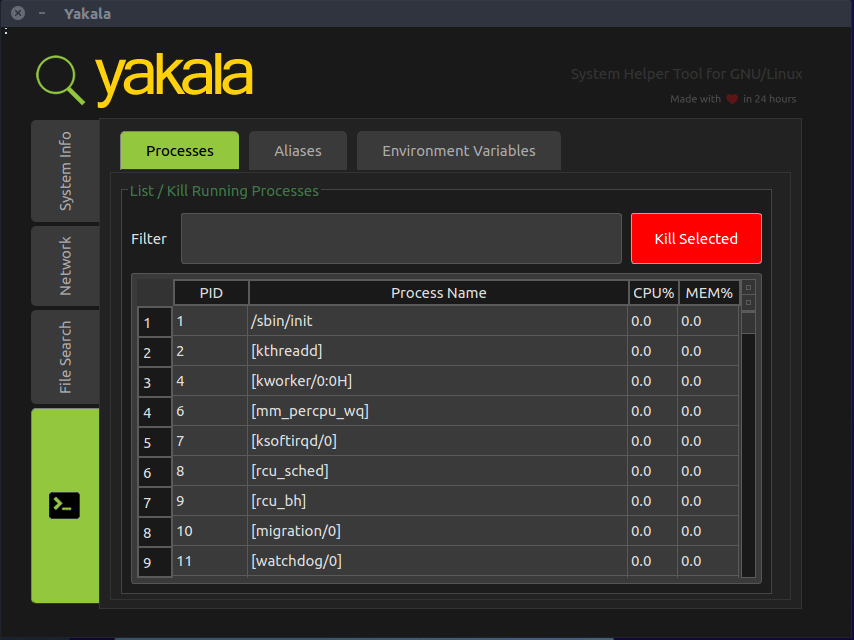 Yakala
:
yakala
System Helper Tool for GNU/Linux
Made with ❤ in 24 hours
System Info
Network
File Search
>_
Processes Aliases Environment Variables
List / Kill Running Processes
Filter Kill Selected
PID Process Name CPU% MEM%
1 1 /sbin/init 0.0 0.0
2 2 [kthreadd] 0.0 0.0
3 4 [kworker/0:0H] 0.0 0.0
4 6 [mm_percpu_wq] 0.0 0.0
5 7 [ksoftirqd/0] 0.0 0.0
6 8 [rcu_sched] 0.0 0.0
7 9 [rcu_bh] 0.0 0.0
8 10 [migration/0] 0.0 0.0
9 11 [watchdog/0] 0.0 0.0